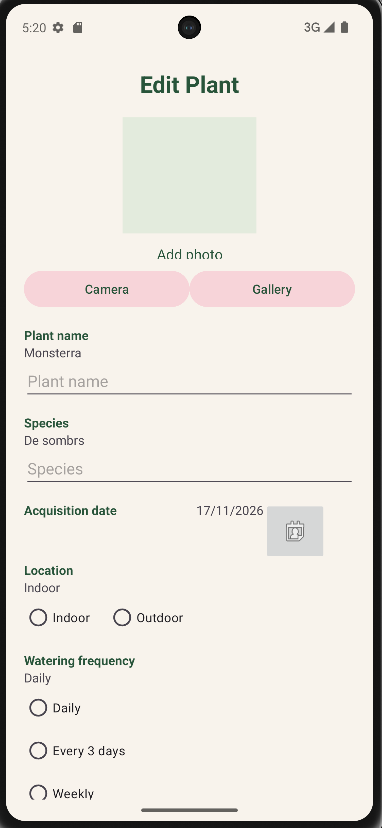 5:20
3G
Edit Plant
Add photo
Camera Gallery
Plant name
Monsterra
Plant name
Species
De sombrs
Species
Acquisition date 17/11/2026
Location
Indoor
Indoor Outdoor
Watering frequency
Daily
Daily
Every 3 days
Weekly